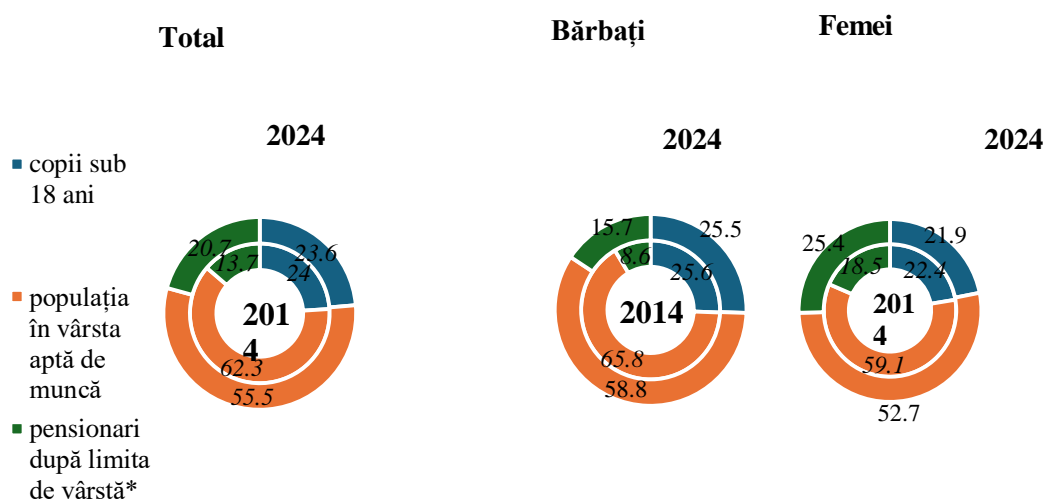 Total
Bărbați
Femei
2024
2024
2024
copii sub
18 ani
populația
în vârsta
aptă de
muncă
pensionari
după limita
de vârstă*
20.7
23.6
13.7
24
201
4
62.3
55.5
15.7
25.5
8.6
25.6
2014
65.8
58.8
25.4
21.9
18.5
22.4
201
4
59.1
52.7